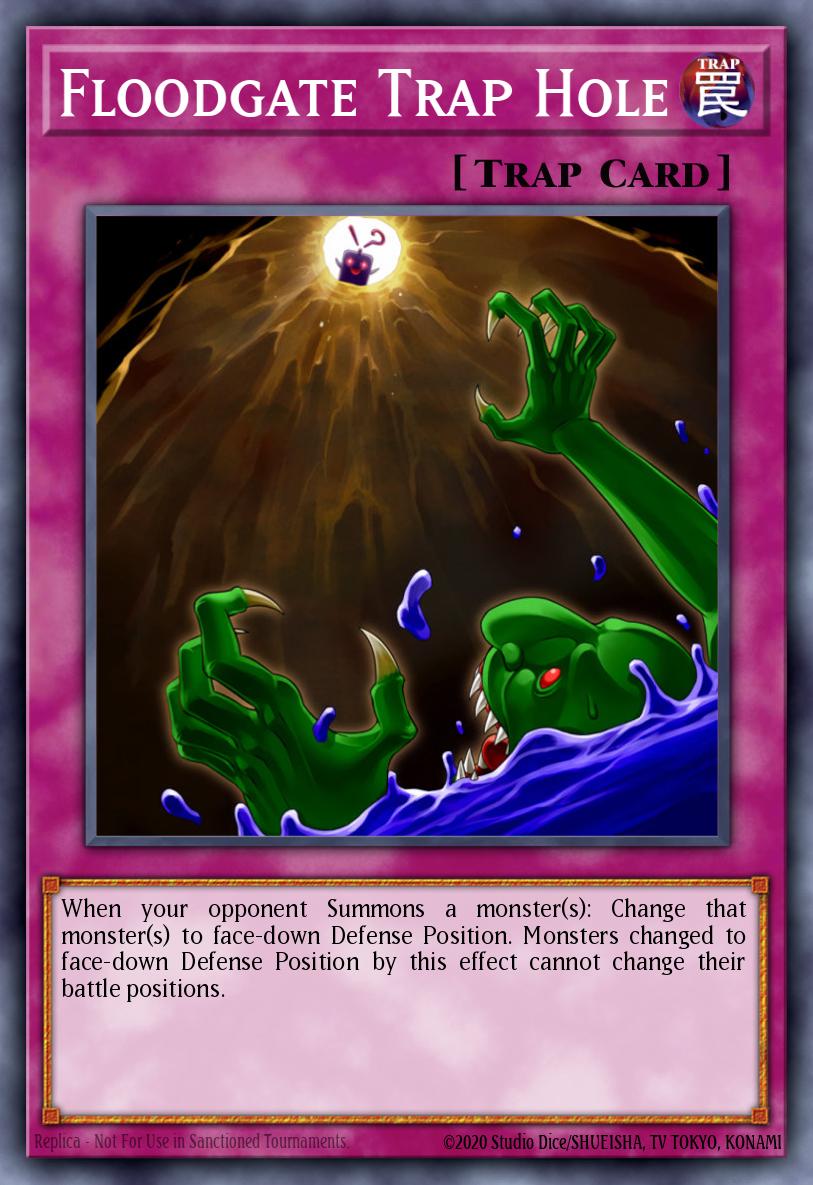 Floodgate Trap Hole
TRAP
罠
[Trap Card]
!?
When your opponent Summons a monster(s): Change that
monster(s) to face-down Defense Position. Monsters changed to
face-down Defense Position by this effect cannot change their
battle positions.
Replica - Not For Use in Sanctioned Tournaments.
©2020 Studio Dice/SHUEISHA, TV TOKYO, KONAMI